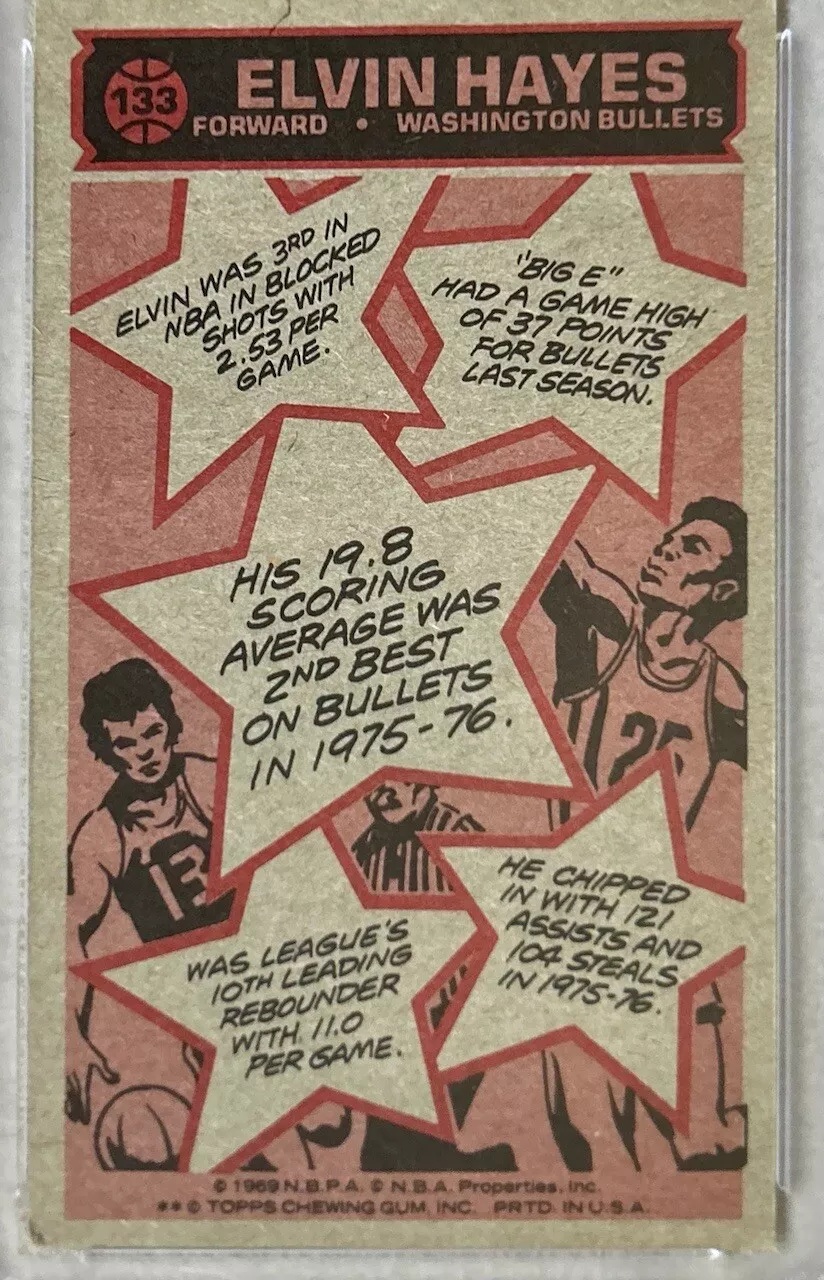 133
ELVIN HAYES
FORWARD • WASHINGTON BULLETS
ELVIN WAS 3RD IN
NBA IN BLOCKED
SHOTS WITH
2.53 PER
GAME.
"BIG E"
HAD A GAME HIGH
OF 37 POINTS
FOR BULLETS
LAST SEASON.
HIS 19.8
SCORING
AVERAGE WAS
2ND BEST
ON BULLETS
IN 1975-76.
25
13
HE CHIPPED
IN WITH 121
ASSISTS AND
104 STEALS
IN 1975-76.
WAS LEAGUE'S
10TH LEADING
REBOUNDER
WITH 11.0
PER GAME.
© 1969 N.B.P.A. © N.B.A. Properties, Inc.
** © TOPPS CHEWING GUM, INC. PRTD. IN U.S.A.